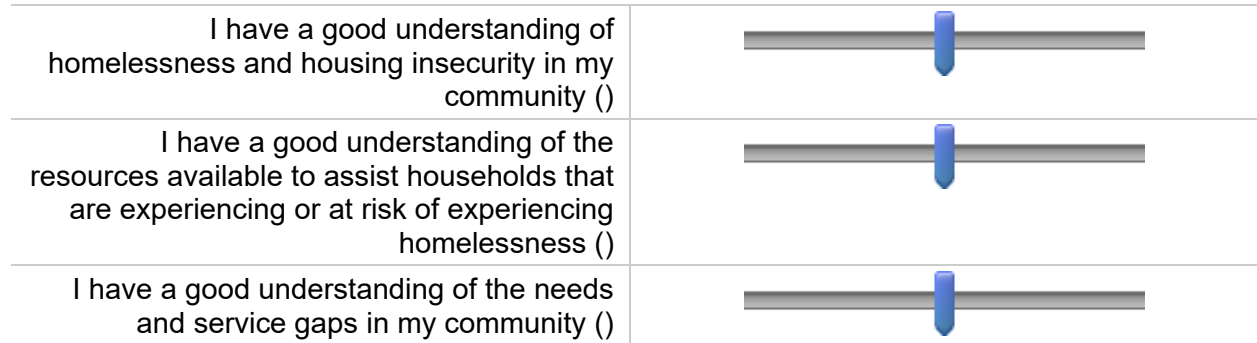 I have a good understanding of
homelessness and housing insecurity in my
community ()
I have a good understanding of the
resources available to assist households that
are experiencing or at risk of experiencing
homelessness ()
I have a good understanding of the needs
and service gaps in my community ()